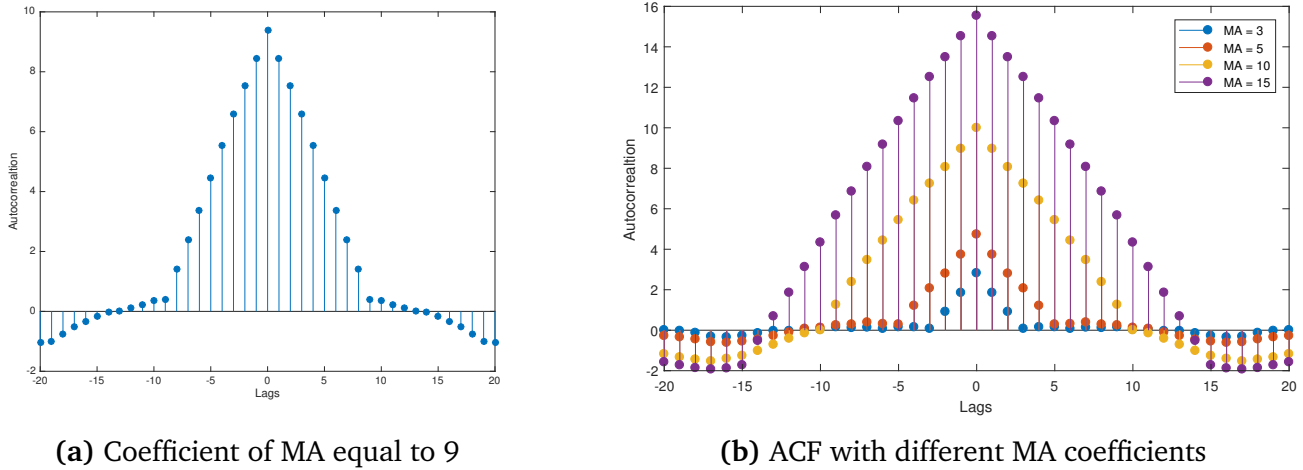 10
8
6
4
2
0
-2
Autocorrealtion
-20 -15 -10 -5 0 5 10 15 20
Lags
(a) Coefficient of MA equal to 9
16
14
12
10
8
6
4
2
0
-2
Autocorrealtion
MA = 3
MA = 5
MA = 10
MA = 15
-20 -15 -10 -5 0 5 10 15 20
Lags
(b) ACF with different MA coefficients